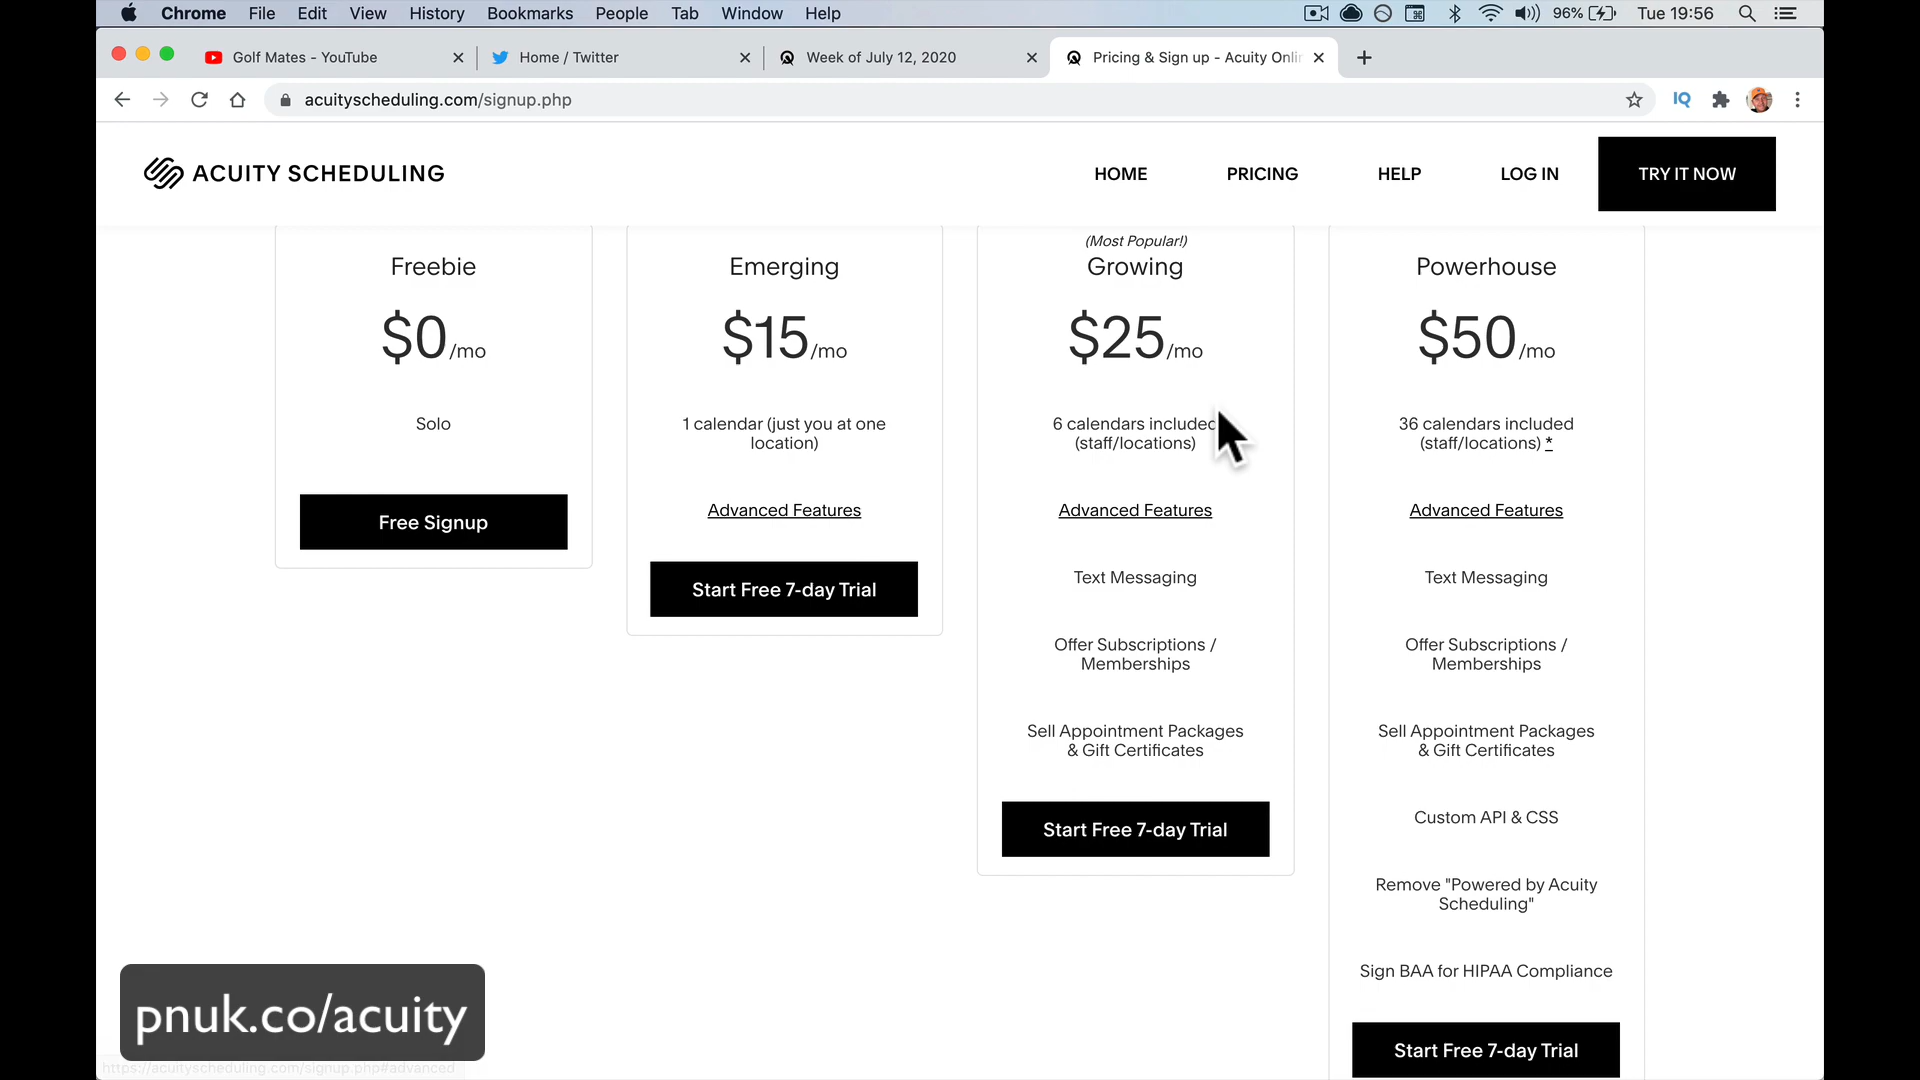 Chrome File Edit View History Bookmarks People Tab Window Help 96% Tue 19:56
Golf Mates - YouTube Home / Twitter Week of July 12, 2020 Pricing & Sign up - Acuity Onlin
acuityscheduling.com/signup.php IQ
ACUITY SCHEDULING HOME PRICING HELP LOG IN TRY IT NOW
Freebie
$0/mo
Solo
Free Signup
Emerging
$15/mo
1 calendar (just you at one
location)
Advanced Features
Start Free 7-day Trial
(Most Popular!)
Growing
$25/mo
6 calendars included
(staff/locations)
Advanced Features
Text Messaging
Offer Subscriptions /
Memberships
Sell Appointment Packages
& Gift Certificates
Start Free 7-day Trial
Powerhouse
$50/mo
36 calendars included
(staff/locations) *
Advanced Features
Text Messaging
Offer Subscriptions /
Memberships
Sell Appointment Packages
& Gift Certificates
Custom API & CSS
Remove "Powered by Acuity
Scheduling"
Sign BAA for HIPAA Compliance
Start Free 7-day Trial
pnuk.co/acuity
https://acuityscheduling.com/signup.php#advanced